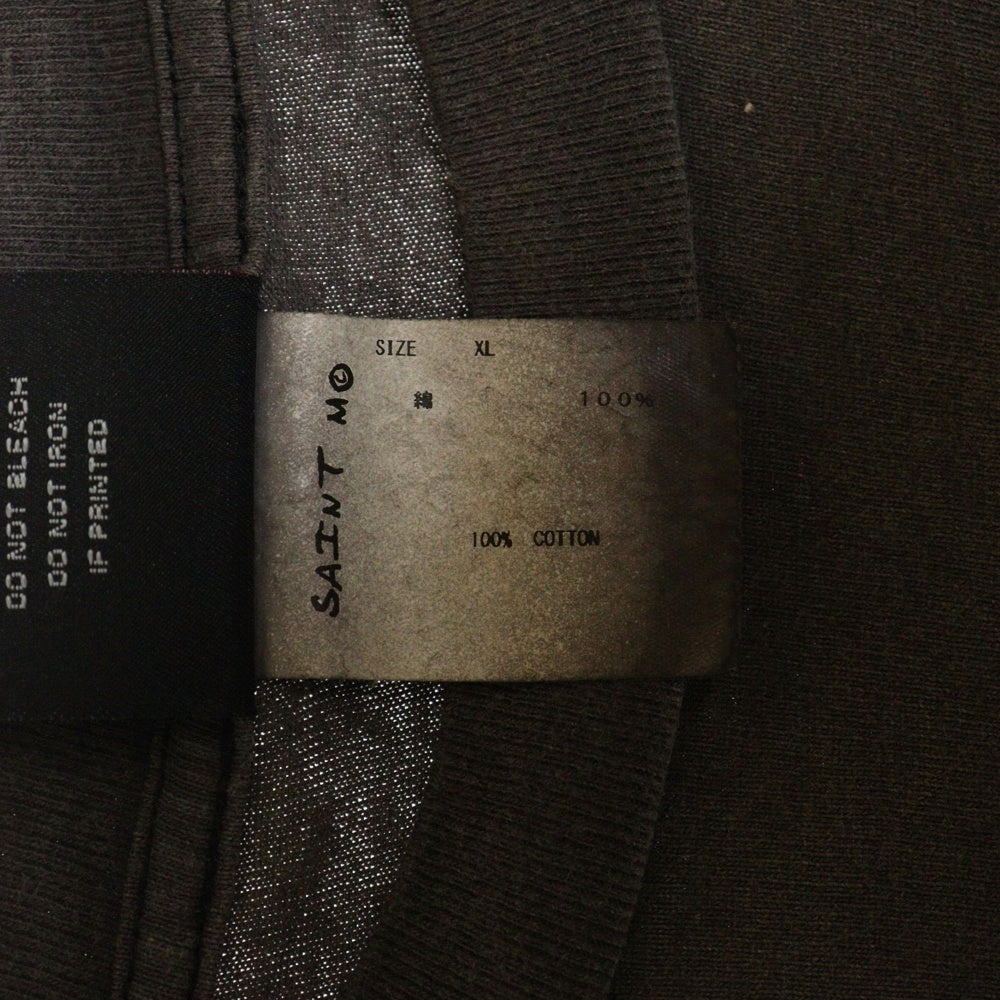 DO NOT BLEACH
DO NOT IRON
IF PRINTED
SAINT M©
SIZE XL
綿 100%
100% COTTON